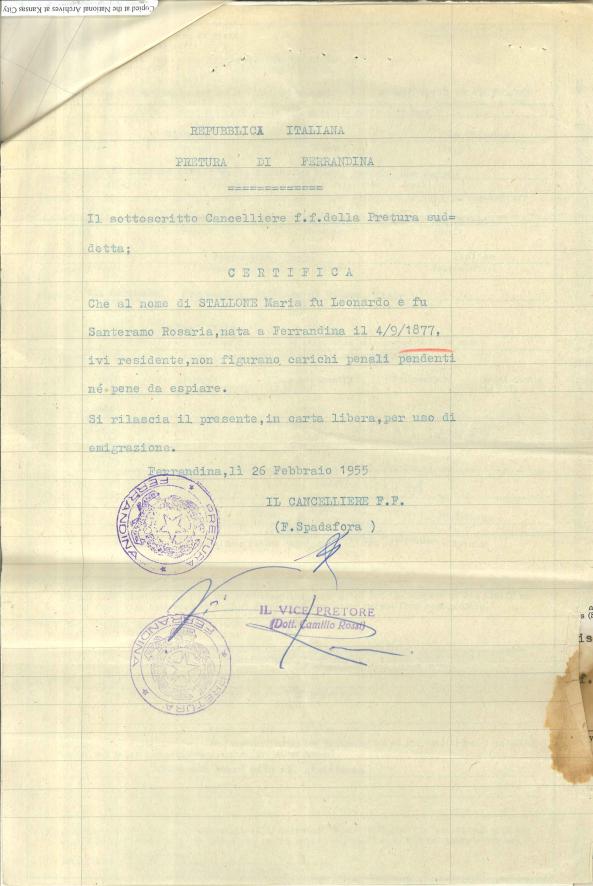 Copied at the National Archives at Kansas City
REPUBBLICA ITALIANA
PRETURA DI FERRANDINA
=============
Il sottoscritto Cancelliere f.f.della Pretura sud=
detta;
C E R T I F I C A
Che al nome di STALLONE Maria fu Leonardo e fu
Santeramo Rosaria,nata a Ferrandina il 4/9/1877,
ivi residente,non figurano carichi penali pendenti
né pene da espiare.
Si rilascia il presente,in carta libera,per uso di
emigrazione.
Ferrandina,lì 26 Febbraio 1955
IL CANCELLIERE F.F.
(F.Spadafora )
PRETURA FERRANDINA
IL VICE PRETORE
(Dott. Camillo Rossi)
PRETURA FERRANDINA